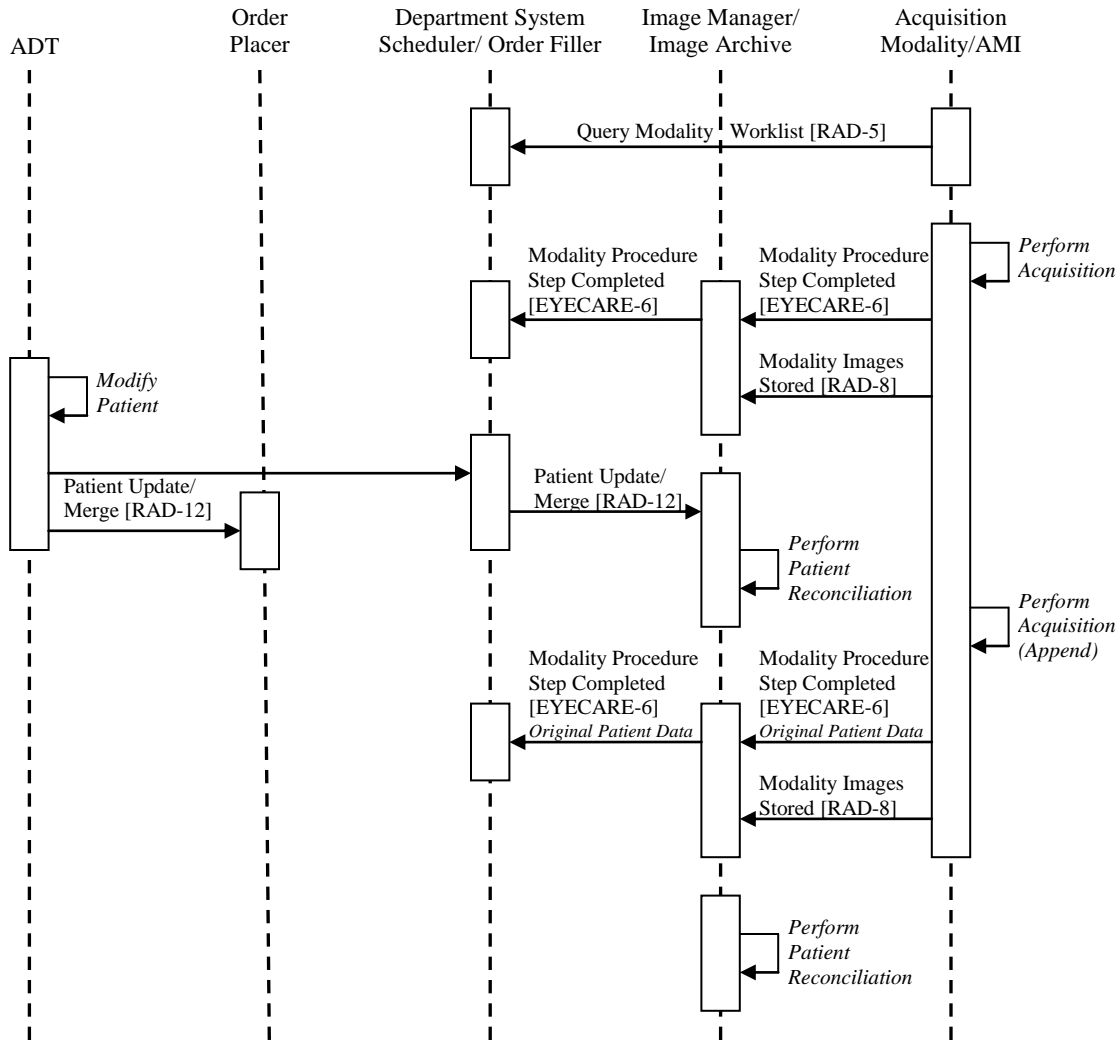 ADT
Order
Placer
Department System
Scheduler/ Order Filler
Image Manager/
Image Archive
Acquisition
Modality/AMI
Query Modality Worklist [RAD-5]
Perform
Acquisition
Modality Procedure
Step Completed
[EYECARE-6]
Modality Procedure
Step Completed
[EYECARE-6]
Modality Images
Stored [RAD-8]
Modify
Patient
Patient Update/
Merge [RAD-12]
Patient Update/
Merge [RAD-12]
Perform
Patient
Reconciliation
Perform
Acquisition
(Append)
Modality Procedure
Step Completed
[EYECARE-6]
Original Patient Data
Modality Procedure
Step Completed
[EYECARE-6]
Original Patient Data
Modality Images
Stored [RAD-8]
Perform
Patient
Reconciliation